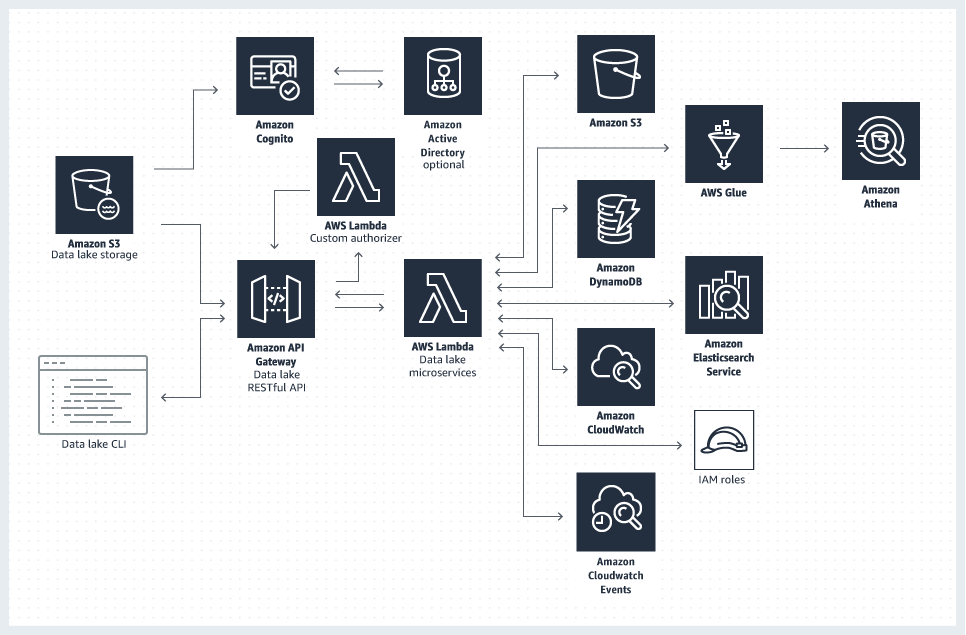 Amazon
Cognito
Amazon
Active
Directory
optional
Amazon S3
AWS Glue
Amazon
Athena
AWS Lambda
Custom authorizer
Amazon S3
Data lake storage
Amazon
DynamoDB
</>
Amazon API
Gateway
Data lake
RESTful API
AWS Lambda
Data lake
microservices
Amazon
Elasticsearch
Service
Amazon
CloudWatch
Data lake CLI
IAM roles
Amazon
Cloudwatch
Events